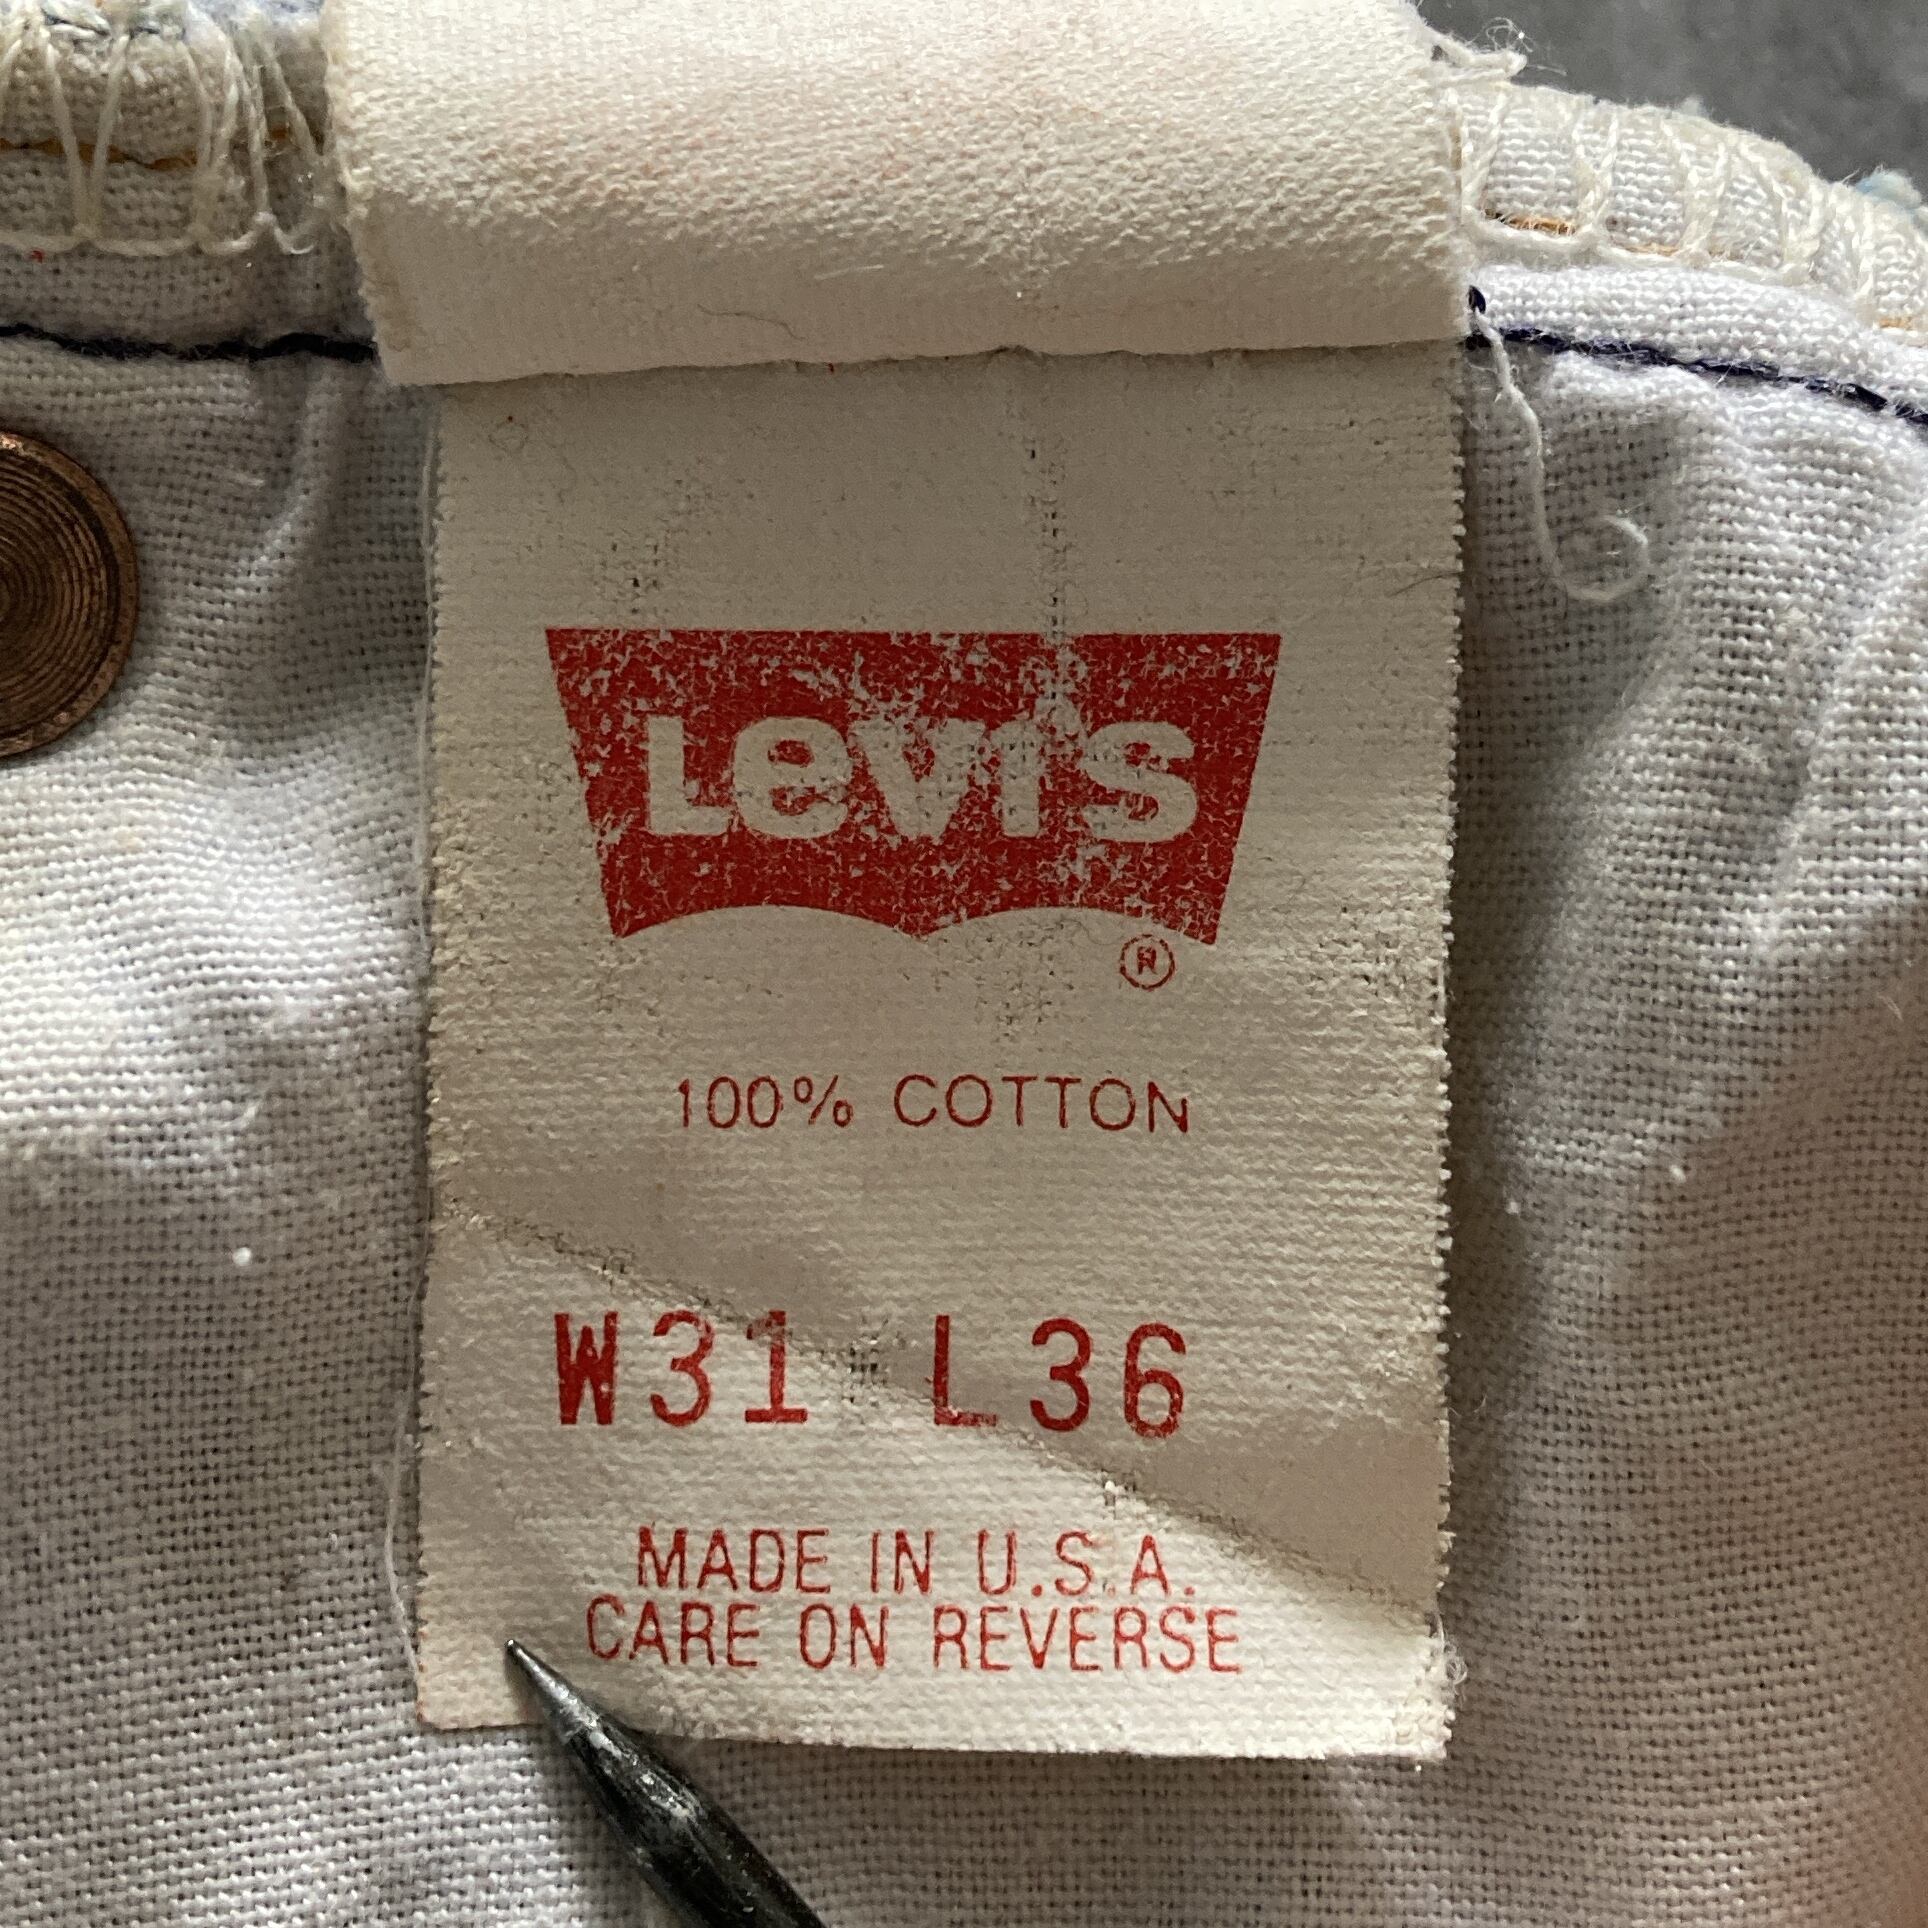 Levi's
®
100% COTTON
W31 L36
MADE IN U.S.A.
CARE ON REVERSE